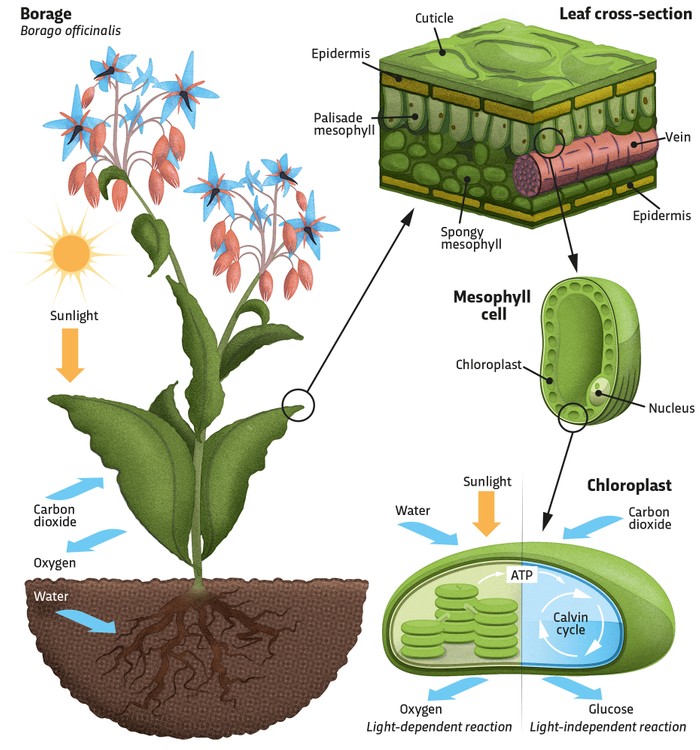 Borage
Borago officinalis
Leaf cross-section
Cuticle
Epidermis
Palisade
mesophyll
Vein
Epidermis
Spongy
mesophyll
Sunlight
Mesophyll
cell
Chloroplast
Nucleus
Carbon
dioxide
Oxygen
Water
Chloroplast
Sunlight
Water
Carbon
dioxide
ATP
Calvin
cycle
Oxygen
Light-dependent reaction
Glucose
Light-independent reaction